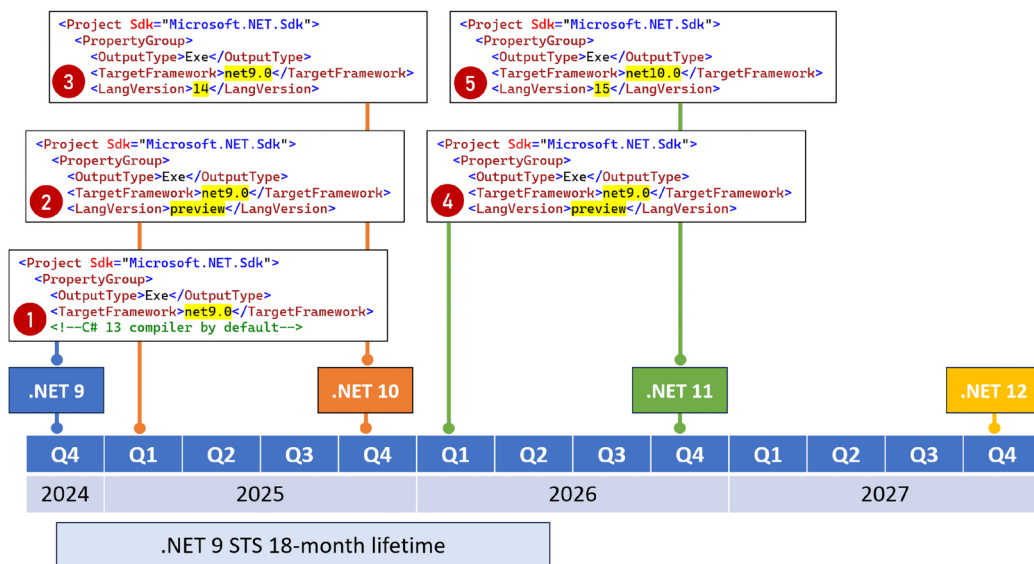 <Project Sdk="Microsoft.NET.Sdk">
<PropertyGroup>
<OutputType>Exe</OutputType>
3 <TargetFramework>net9.0</TargetFramework>
<LangVersion>14</LangVersion>
<Project Sdk="Microsoft.NET.Sdk">
<PropertyGroup>
<OutputType>Exe</OutputType>
5 <TargetFramework>net10.0</TargetFramework>
<LangVersion>15</LangVersion>
<Project Sdk="Microsoft.NET.Sdk">
<PropertyGroup>
<OutputType>Exe</OutputType>
2 <TargetFramework>net9.0</TargetFramework>
<LangVersion>preview</LangVersion>
<Project Sdk="Microsoft.NET.Sdk">
<PropertyGroup>
<OutputType>Exe</OutputType>
4 <TargetFramework>net9.0</TargetFramework>
<LangVersion>preview</LangVersion>
<Project Sdk="Microsoft.NET.Sdk">
<PropertyGroup>
<OutputType>Exe</OutputType>
1 <TargetFramework>net9.0</TargetFramework>
<!--C# 13 compiler by default-->
.NET 9 .NET 10 .NET 11 .NET 12
Q4 Q1 Q2 Q3 Q4 Q1 Q2 Q3 Q4 Q1 Q2 Q3 Q4
2024 2025 2026 2027
.NET 9 STS 18-month lifetime